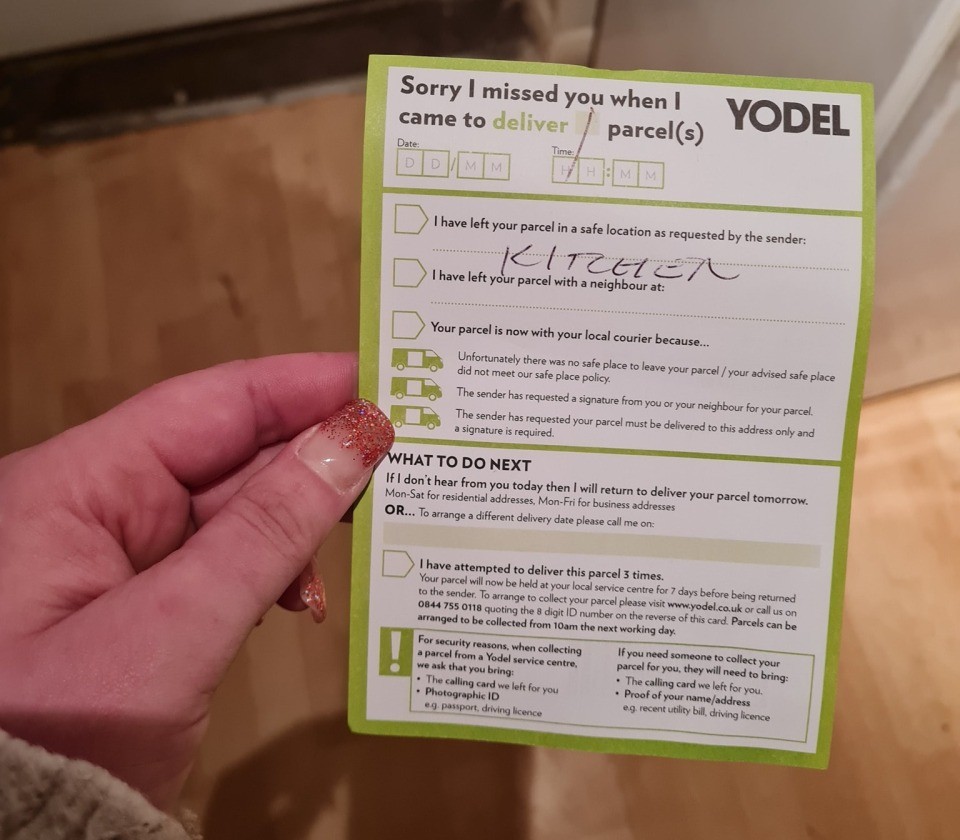 Sorry I missed you when I
came to deliver 1 parcel(s)
YODEL
Date:
Time:
D D / M M
H H : M M
I have left your parcel in a safe location as requested by the sender:
KITCHEN
I have left your parcel with a neighbour at:
Your parcel is now with your local courier because...
Unfortunately there was no safe place to leave your parcel / your advised safe place
did not meet our safe place policy.
The sender has requested a signature from you or your neighbour for your parcel.
The sender has requested your parcel must be delivered to this address only and
a signature is required.
WHAT TO DO NEXT
If I don't hear from you today then I will return to deliver your parcel tomorrow.
Mon-Sat for residential addresses, Mon-Fri for business addresses
OR... To arrange a different delivery date please call me on:
I have attempted to deliver this parcel 3 times.
Your parcel will now be held at your local service centre for 7 days before being returned
to the sender. To arrange to collect your parcel please visit www.yodel.co.uk or call us on
0844 755 0118 quoting the 8 digit ID number on the reverse of this card. Parcels can be
arranged to be collected from 10am the next working day.
!
For security reasons, when collecting
a parcel from a Yodel service centre,
we ask that you bring:
• The calling card we left for you
• Photographic ID
e.g. passport, driving licence
If you need someone to collect your
parcel for you, they will need to bring:
• The calling card we left for you.
• Proof of your name/address
e.g. recent utility bill, driving licence